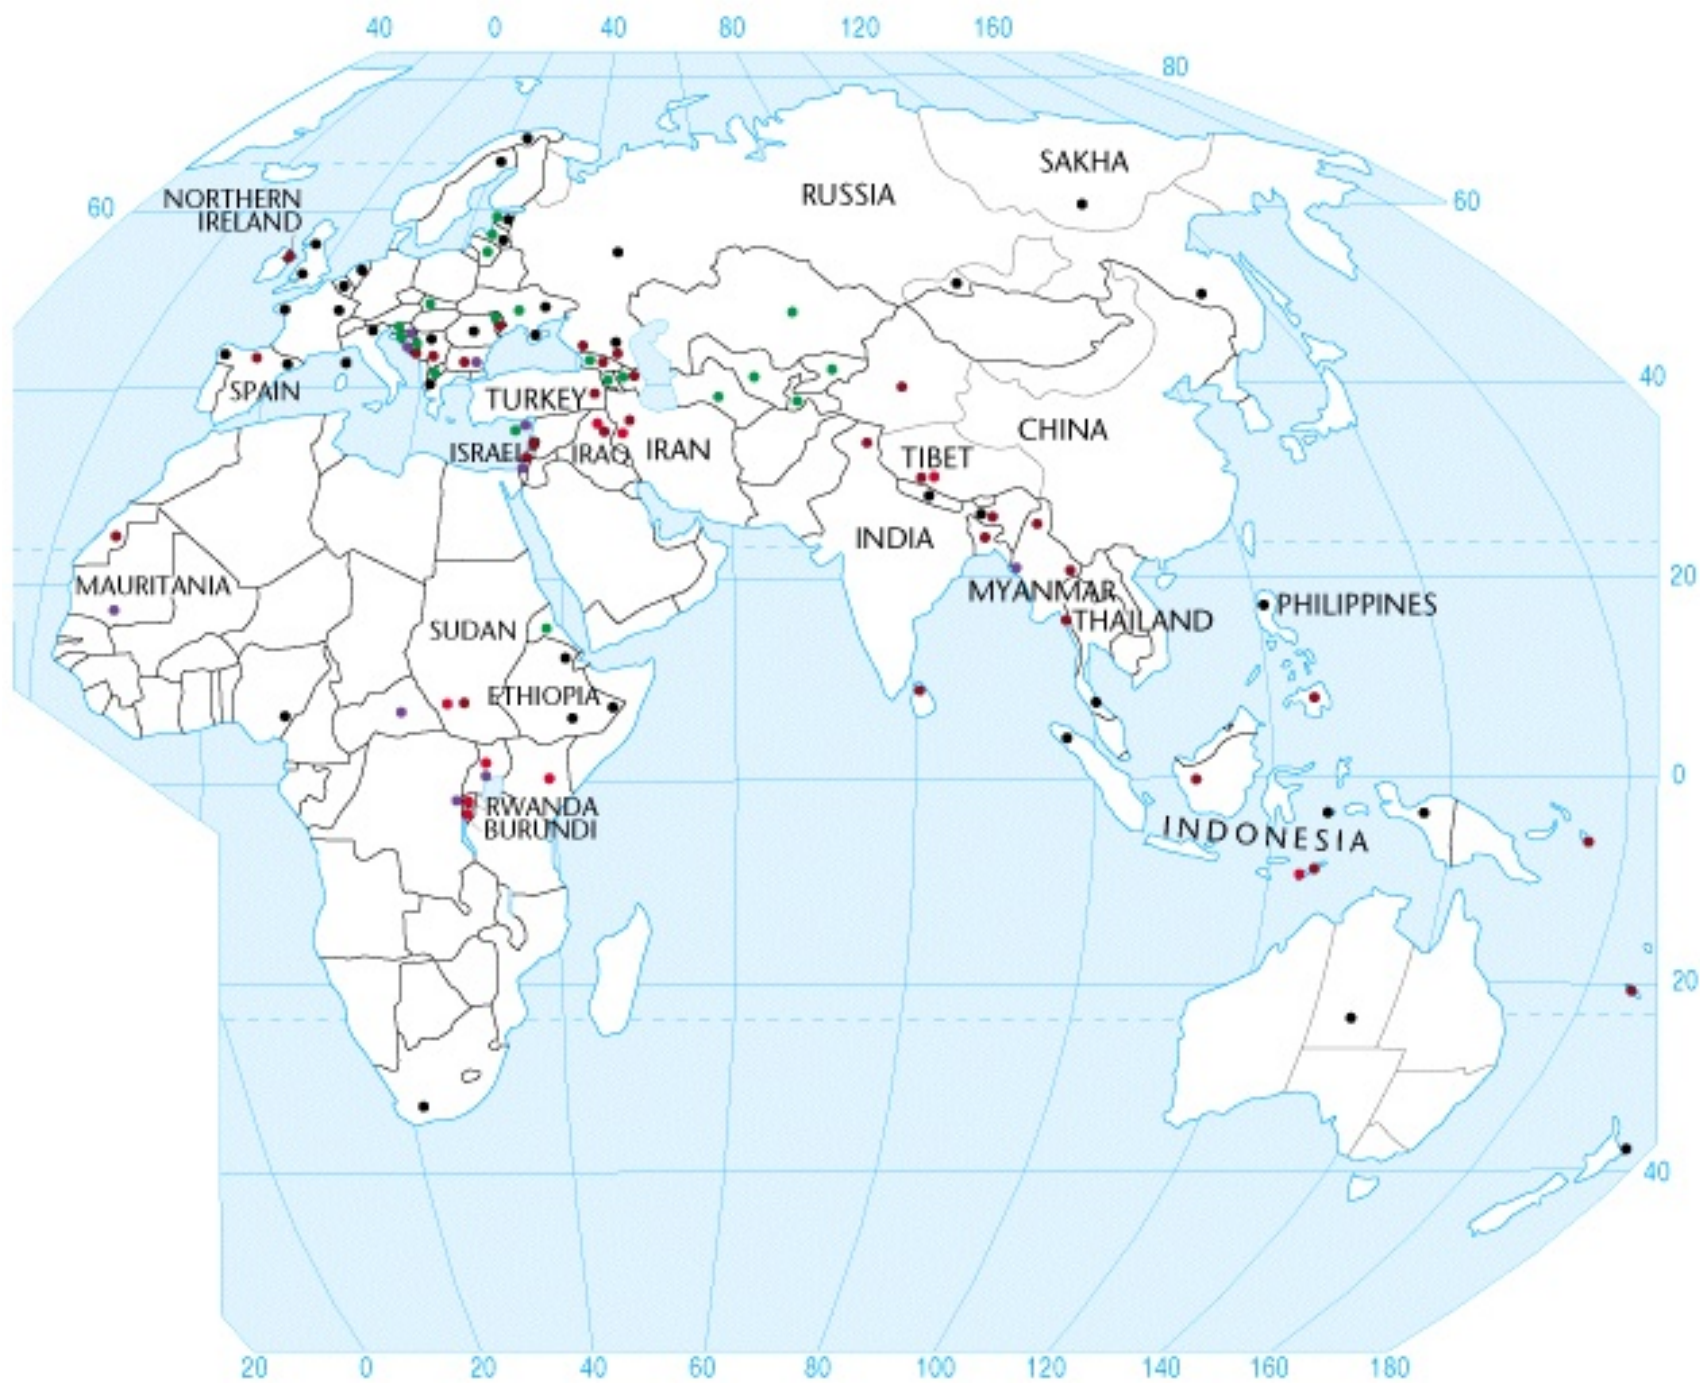 40 0 40 80 120 160
80
SAKHA
RUSSIA
NORTHERN
IRELAND
60
60
SPAIN
TURKEY
40
CHINA
ISRAEL
IRAQ
IRAN
TIBET
INDIA
MAURITANIA
MYANMAR
20
PHILIPPINES
THAILAND
SUDAN
ETHIOPIA
0
RWANDA
BURUNDI
INDONESIA
20
40
20 0 20 40 60 80 100 120 140 160 180